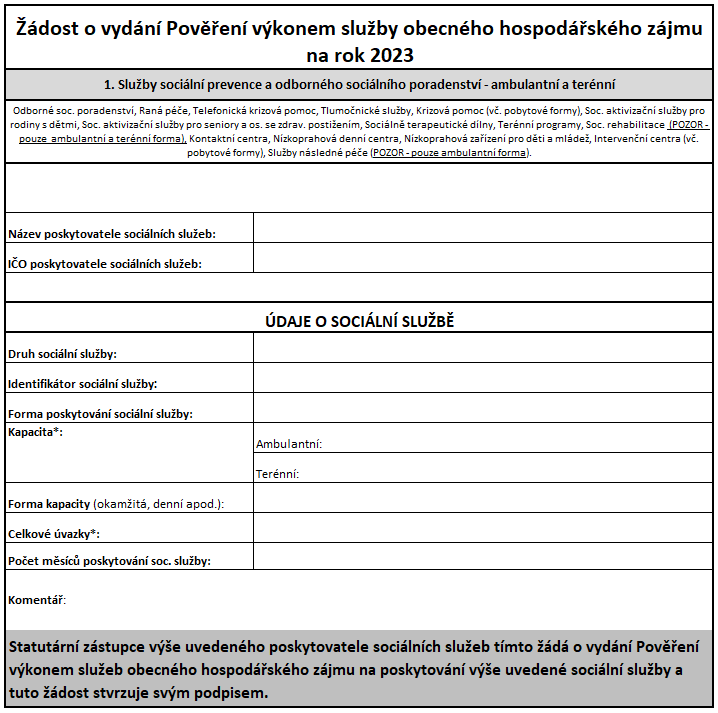 Žádost o vydání Pověření výkonem služby obecného hospodářského zájmu
na rok 2023
1. Služby sociální prevence a odborného sociálního poradenství - ambulantní a terénní
Odborné soc. poradenství, Raná péče, Telefonická krizová pomoc, Tlumočnické služby, Krizová pomoc (vč. pobytové formy), Soc. aktivizační služby pro
rodiny s dětmi, Soc. aktivizační služby pro seniory a os. se zdrav. postižením, Sociálně terapeutické dílny, Terénní programy, Soc. rehabilitace (POZOR -
pouze ambulantní a terénní forma), Kontaktní centra, Nízkoprahová denní centra, Nízkoprahová zařízení pro děti a mládež, Intervenční centra (vč.
pobytové formy), Služby následné péče (POZOR - pouze ambulantní forma).
Název poskytovatele sociálních služeb:
IČO poskytovatele sociálních služeb:
ÚDAJE O SOCIÁLNÍ SLUŽBĚ
Druh sociální služby:
Identifikátor sociální služby:
Forma poskytování sociální služby:
Kapacita*:
Ambulantní:
Terénní:
Forma kapacity (okamžitá, denní apod.):
Celkové úvazky*:
Počet měsíců poskytování soc. služby:
Komentář:
Statutární zástupce výše uvedeného poskytovatele sociálních služeb tímto žádá o vydání Pověření
výkonem služeb obecného hospodářského zájmu na poskytování výše uvedené sociální služby a
tuto žádost stvrzuje svým podpisem.